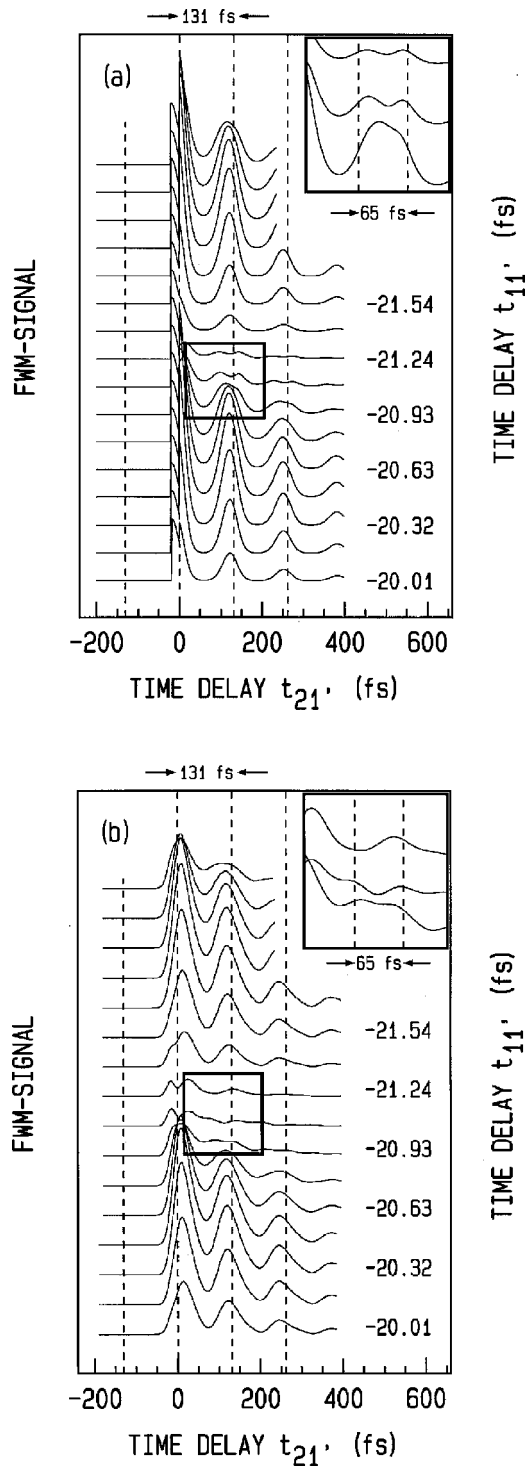 → 131 fs ←
(a)
→ 65 fs ←
FWM-SIGNAL
TIME DELAY t11' (fs)
-21.54
-21.24
-20.93
-20.63
-20.32
-20.01
-200 0 200 400 600
TIME DELAY t21' (fs)
→ 131 fs ←
(b)
→ 65 fs ←
FWM-SIGNAL
TIME DELAY t11' (fs)
-21.54
-21.24
-20.93
-20.63
-20.32
-20.01
-200 0 200 400 600
TIME DELAY t21' (fs)